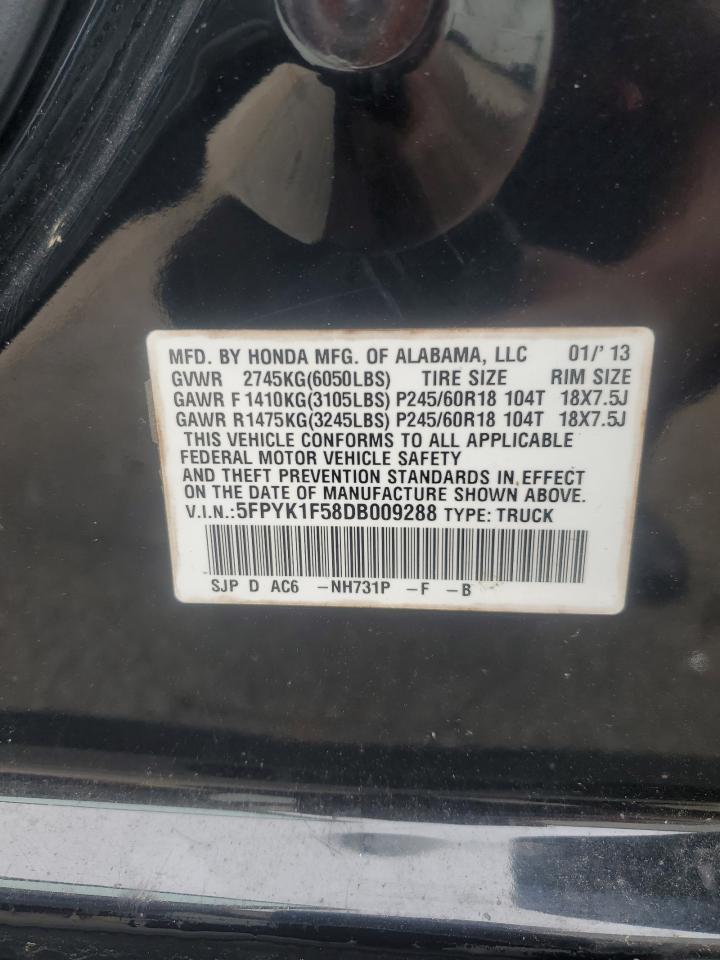 MFD. BY HONDA MFG. OF ALABAMA, LLC 01/' 13
GVWR 2745KG(6050LBS) TIRE SIZE RIM SIZE
GAWR F 1410KG(3105LBS) P245/60R18 104T 18X7.5J
GAWR R1475KG(3245LBS) P245/60R18 104T 18X7.5J
THIS VEHICLE CONFORMS TO ALL APPLICABLE
FEDERAL MOTOR VEHICLE SAFETY
AND THEFT PREVENTION STANDARDS IN EFFECT
ON THE DATE OF MANUFACTURE SHOWN ABOVE.
V.I.N.:5FPYK1F58DB009288 TYPE: TRUCK
SJP D AC6 -NH731P -F -B